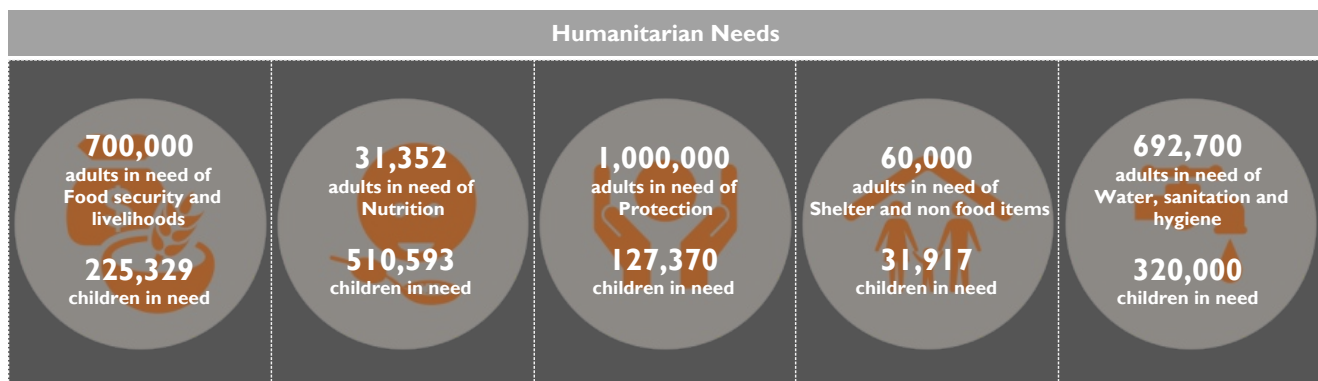 Humanitarian Needs
700,000
adults in need of
Food security and
livelihoods
225,329
children in need
31,352
adults in need of
Nutrition
510,593
children in need
1,000,000
adults in need of
Protection
127,370
children in need
60,000
adults in need of
Shelter and non food items
31,917
children in need
692,700
adults in need of
Water, sanitation and
hygiene
320,000
children in need